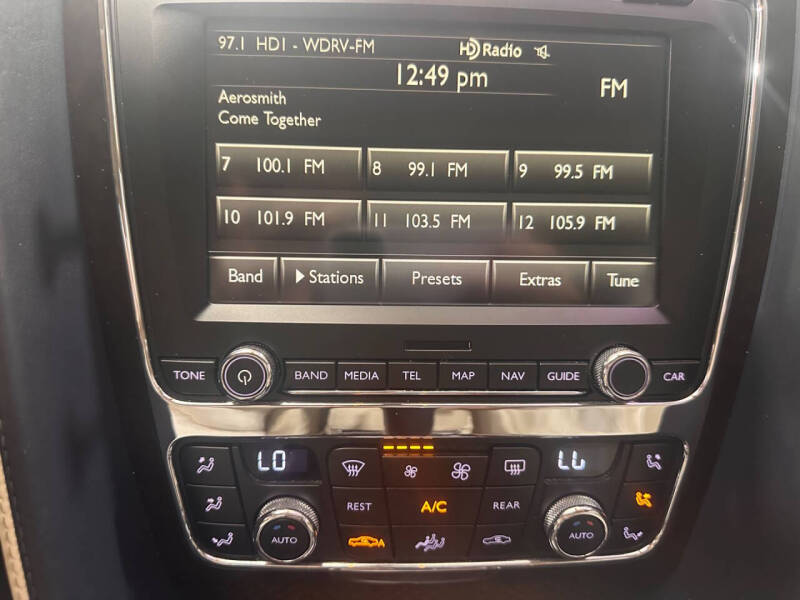 97.1 HD1 - WDRV-FM HD Radio
12:49 pm
FM
Aerosmith
Come Together
7 100.1 FM 8 99.1 FM 9 99.5 FM
10 101.9 FM 11 103.5 FM 12 105.9 FM
Band Stations Presets Extras Tune
TONE BAND MEDIA TEL MAP NAV GUIDE CAR
LO LL
REST A/C REAR
AUTO A AUTO